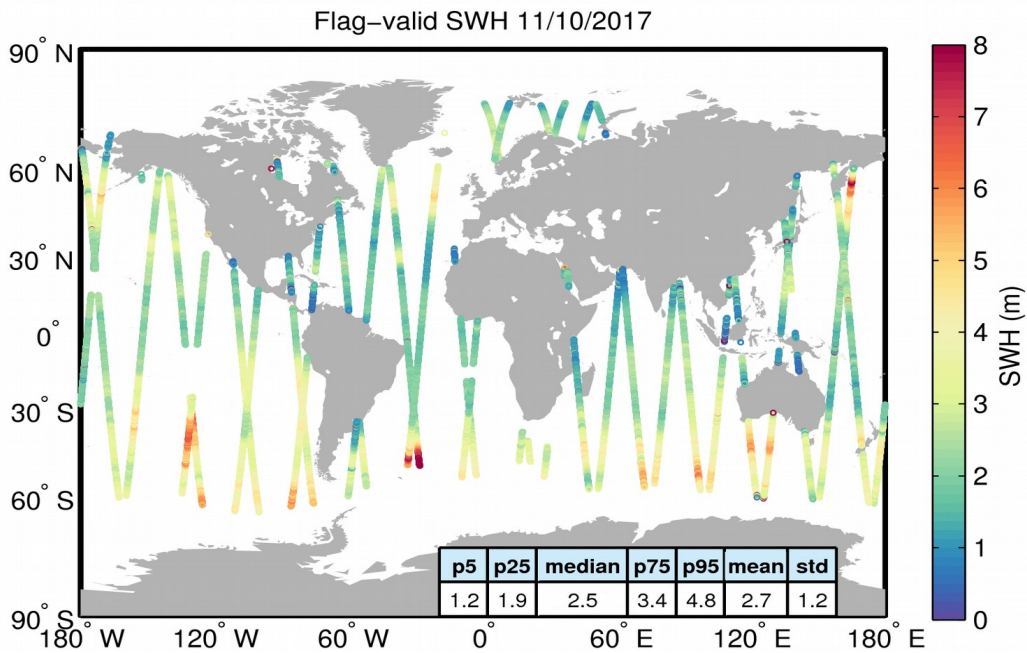 Flag−valid SWH 11/10/2017
90° N
60° N
30° N
0°
30° S
60° S
90° S
180° W
120° W
60° W
0°
60° E
120° E
180° E
p5 p25 median p75 p95 mean std
1.2 1.9 2.5 3.4 4.8 2.7 1.2
8
7
6
5
4
3
2
1
0
SWH (m)